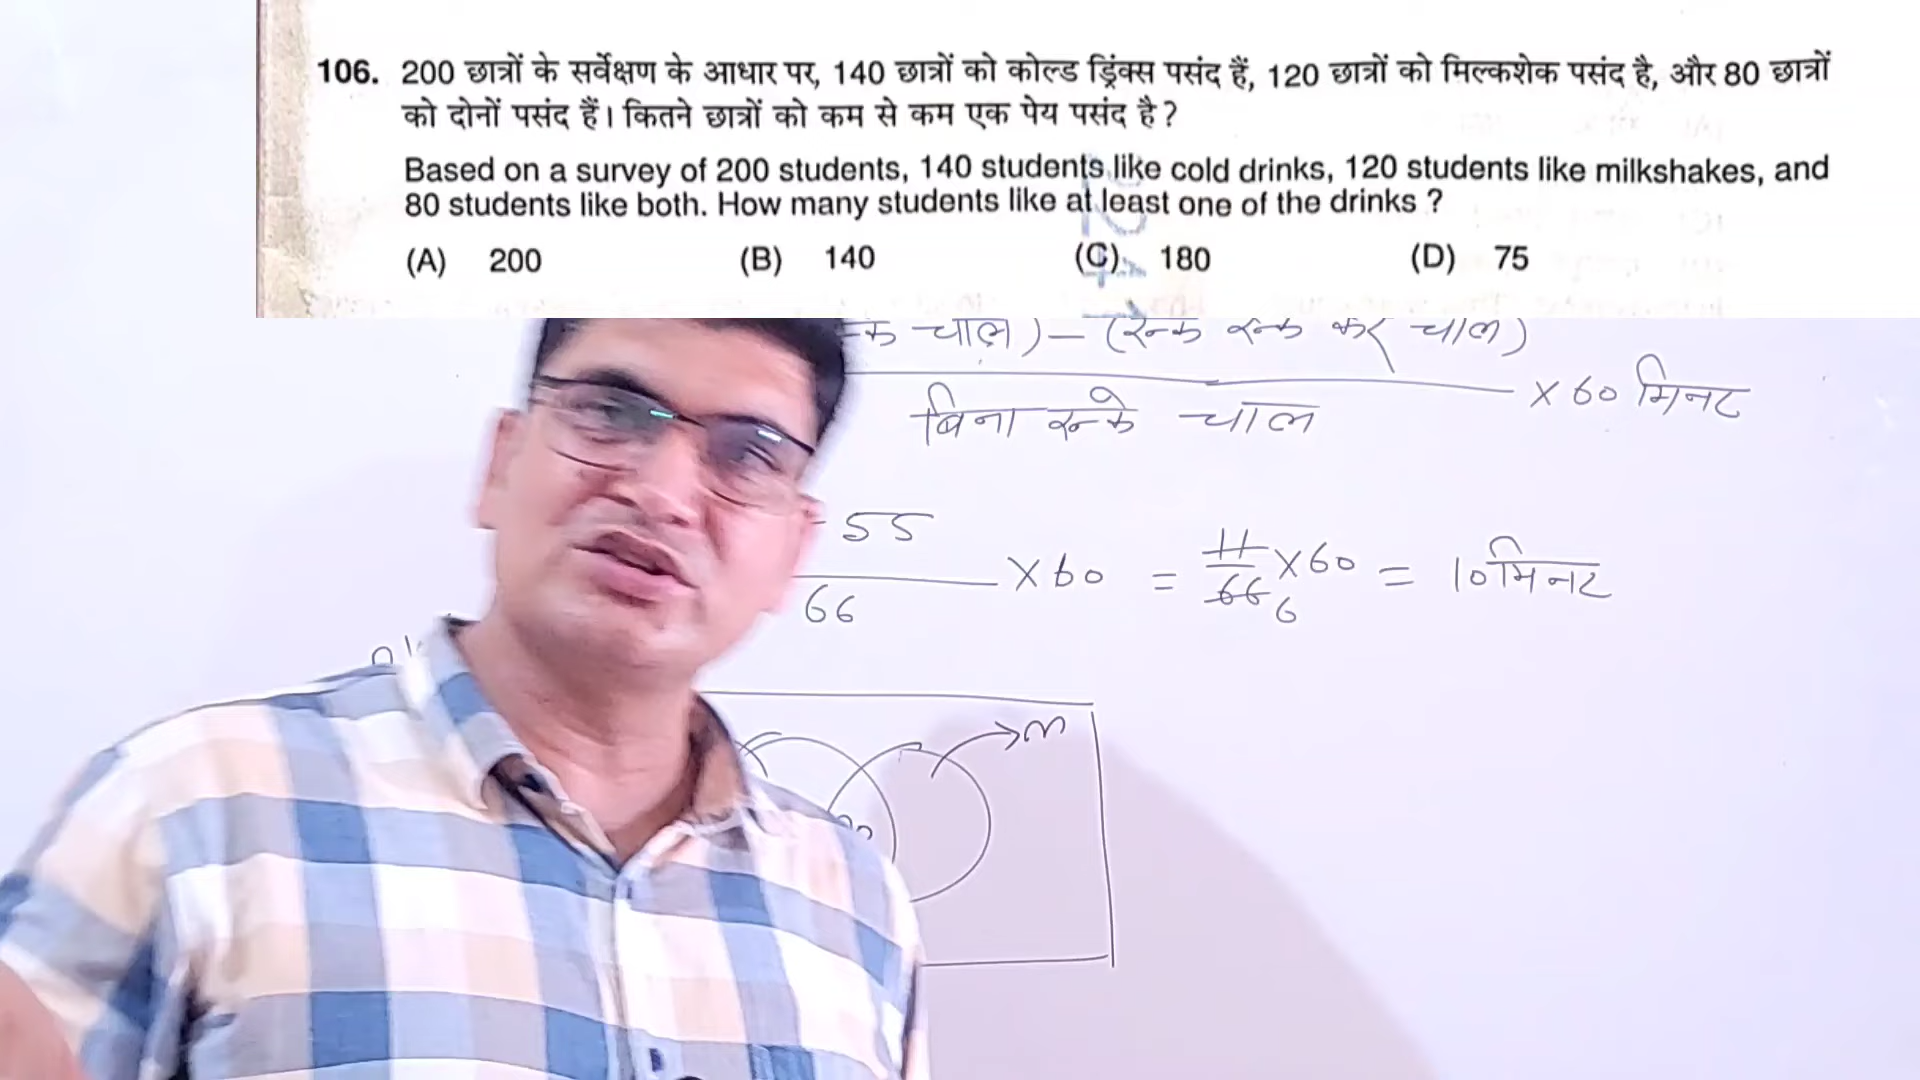 106. 200 छात्रों के सर्वेक्षण के आधार पर, 140 छात्रों को कोल्ड ड्रिंक्स पसंद हैं, 120 छात्रों को मिल्कशेक पसंद है, और 80 छात्रों
को दोनों पसंद हैं। कितने छात्रों को कम से कम एक पेय पसंद है ?
Based on a survey of 200 students, 140 students like cold drinks, 120 students like milkshakes, and
80 students like both. How many students like at least one of the drinks ?
(A) 200 (B) 140 (C) 180 (D) 75
के चाल) – (रुक रुक कर चाल)
बिना रुके चाल × 60 मिनट
- 55
66 × 60 = 11/66 6 × 60 = 10 मिनट
→ m